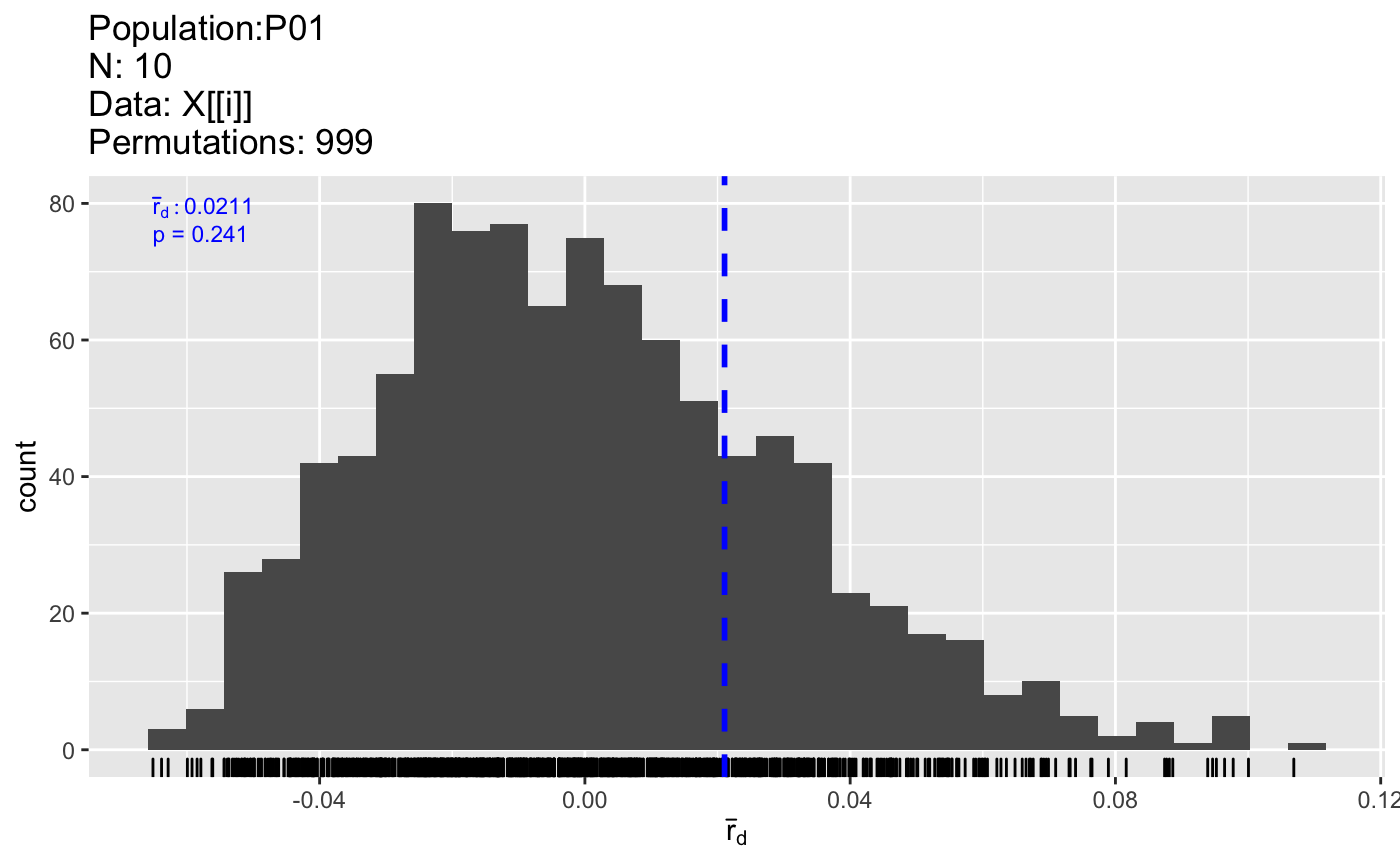 Population:P01
N: 10
Data: X[[i]]
Permutations: 999
r̄d : 0.0211
p = 0.241
80
60
40
20
0
count
-0.04 0.00 0.04 0.08 0.12
r̄d